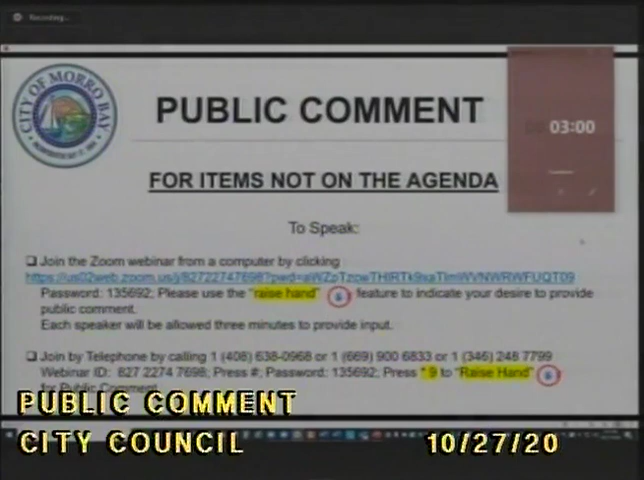 Recording...
CITY OF MORRO BAY
PUBLIC COMMENT
03:00
FOR ITEMS NOT ON THE AGENDA
To Speak:
❑ Join the Zoom webinar from a computer by clicking
Password: 135692; Please use the "raise hand" feature to indicate your desire to provide
public comment.
Each speaker will be allowed three minutes to provide input.
❑ Join by Telephone by calling 1 (408) 638-0968 or 1 (669) 900 6833 or 1 (346) 248 7799
Webinar ID: 827 2274 7698; Press #; Password: 135692; Press *9 to "Raise Hand"
for Public Comment
PUBLIC COMMENT
CITY COUNCIL 10/27/20